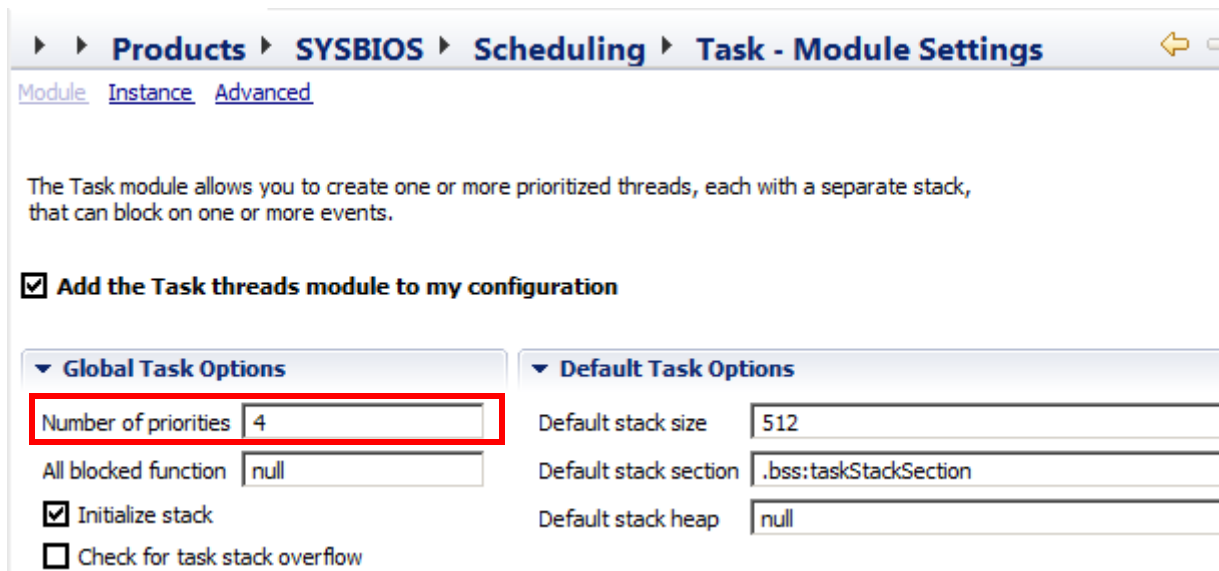 Products SYSBIOS Scheduling Task - Module Settings
Module Instance Advanced
The Task module allows you to create one or more prioritized threads, each with a separate stack,
that can block on one or more events.
Add the Task threads module to my configuration
Global Task Options
Number of priorities 4
All blocked function null
Initialize stack
Check for task stack overflow
Default Task Options
Default stack size 512
Default stack section .bss:taskStackSection
Default stack heap null